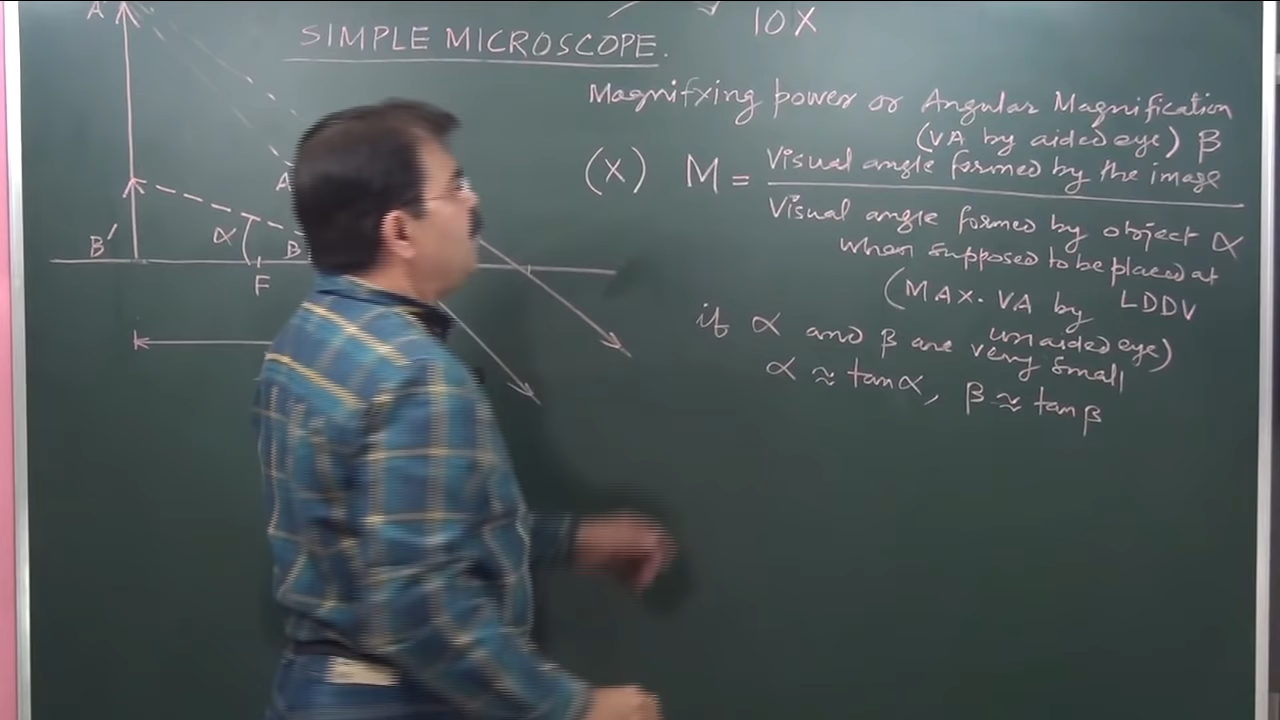 A'
SIMPLE MICROSCOPE.
10X
Magnifying power or Angular Magnification
(VA by aided eye) β
(X) M = Visual angle formed by the image
Visual angle formed by object α
when supposed to be placed at
LDDV
(MAX. VA by
unaided eye)
if α and β are very small
α ≈ tanα, β ≈ tanβ
A
α
B'
B
F